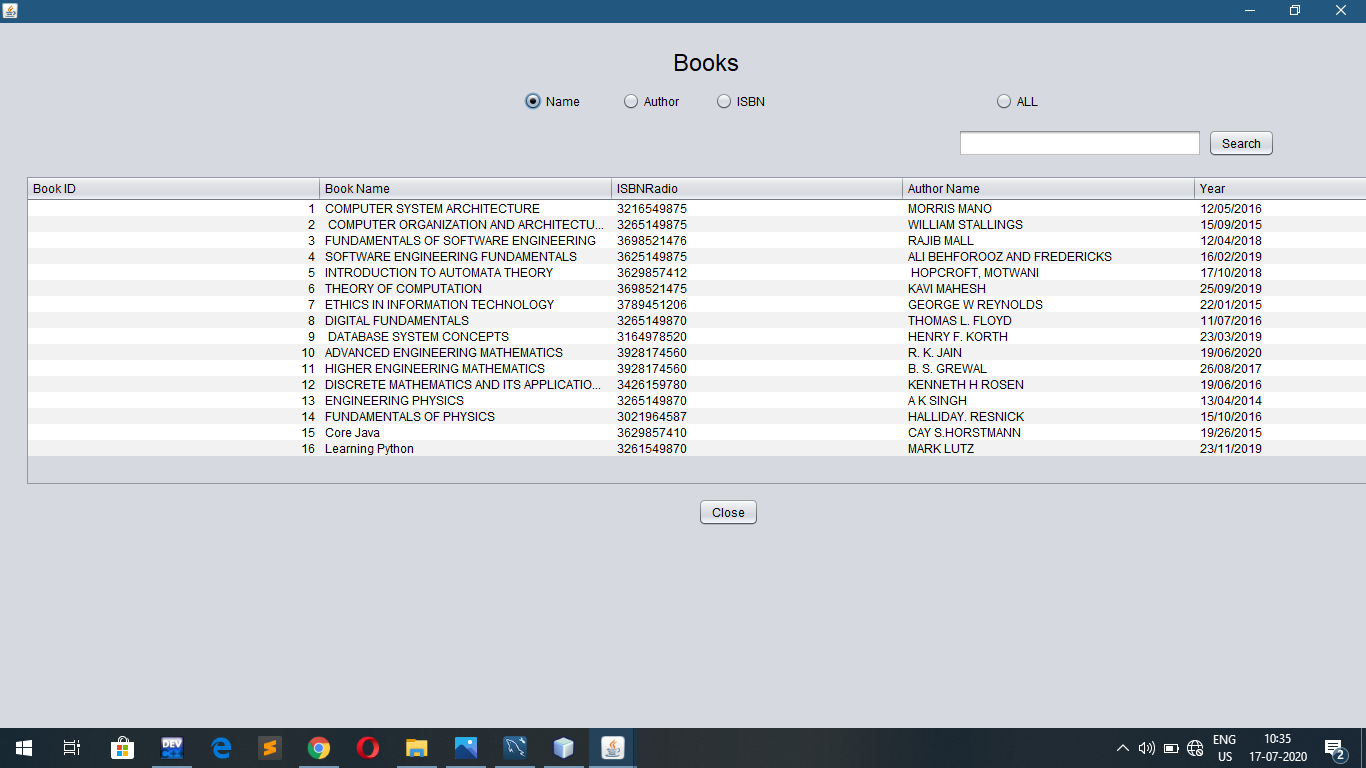 Books
Name Author ISBN ALL
Search
Book ID Book Name ISBNRadio Author Name Year
1 COMPUTER SYSTEM ARCHITECTURE 3216549875 MORRIS MANO 12/05/2016
2 COMPUTER ORGANIZATION AND ARCHITECTU... 3265149875 WILLIAM STALLINGS 15/09/2015
3 FUNDAMENTALS OF SOFTWARE ENGINEERING 3698521476 RAJIB MALL 12/04/2018
4 SOFTWARE ENGINEERING FUNDAMENTALS 3625149875 ALI BEHFOROOZ AND FREDERICKS 16/02/2019
5 INTRODUCTION TO AUTOMATA THEORY 3629857412 HOPCROFT, MOTWANI 17/10/2018
6 THEORY OF COMPUTATION 3698521475 KAVI MAHESH 25/09/2019
7 ETHICS IN INFORMATION TECHNOLOGY 3789451206 GEORGE W REYNOLDS 22/01/2015
8 DIGITAL FUNDAMENTALS 3265149870 THOMAS L. FLOYD 11/07/2016
9 DATABASE SYSTEM CONCEPTS 3164978520 HENRY F. KORTH 23/03/2019
10 ADVANCED ENGINEERING MATHEMATICS 3928174560 R. K. JAIN 19/06/2020
11 HIGHER ENGINEERING MATHEMATICS 3928174560 B. S. GREWAL 26/08/2017
12 DISCRETE MATHEMATICS AND ITS APPLICATIO... 3426159780 KENNETH H ROSEN 19/06/2016
13 ENGINEERING PHYSICS 3265149870 A K SINGH 13/04/2014
14 FUNDAMENTALS OF PHYSICS 3021964587 HALLIDAY. RESNICK 15/10/2016
15 Core Java 3629857410 CAY S.HORSTMANN 19/26/2015
16 Learning Python 3261549870 MARK LUTZ 23/11/2019
Close
DEV
ENG 10:35
US 17-07-2020 2